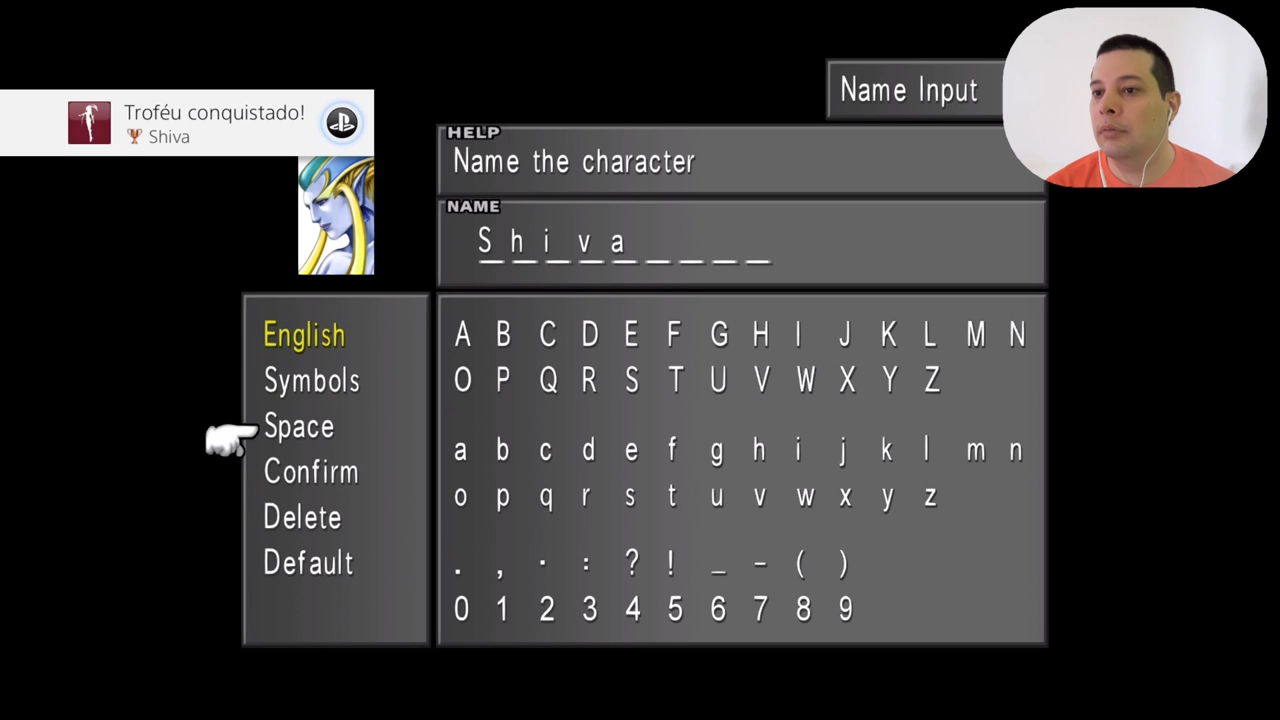 Troféu conquistado!
Shiva
Name Input
HELP
Name the character
NAME
Shiva
English
Symbols
Space
Confirm
Delete
Default
A B C D E F G H I J K L M N
O P Q R S T U V W X Y Z
a b c d e f g h i j k l m n
o p q r s t u v w x y z
. , · : ? ! _ - ( )
0 1 2 3 4 5 6 7 8 9